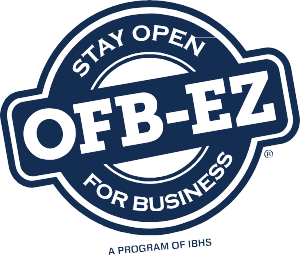 STAY OPEN
OFB-EZ
FOR BUSINESS
®
A PROGRAM OF IBHS